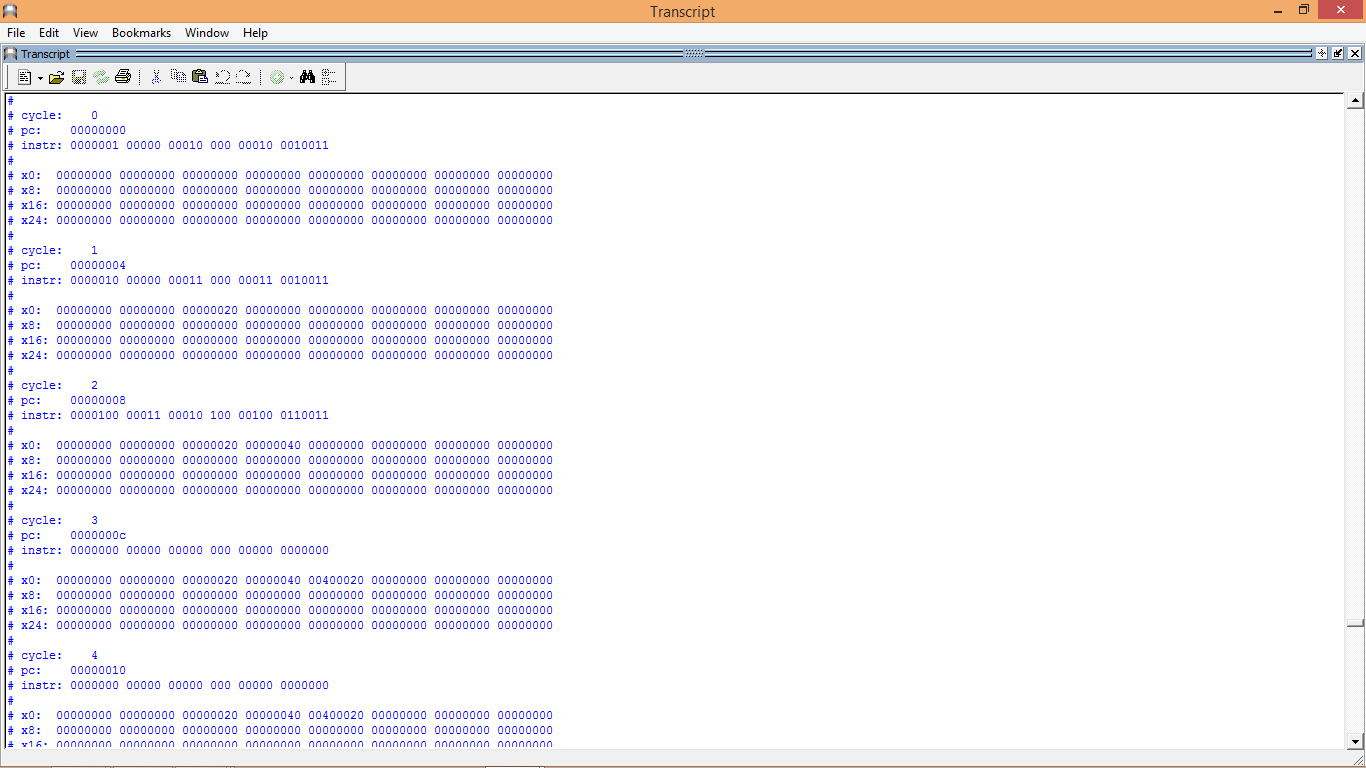 Transcript
File Edit View Bookmarks Window Help
Transcript
#
# cycle:    0
# pc:    00000000
# instr: 0000001 00000 00010 000 00010 0010011
#
# x0:  00000000 00000000 00000000 00000000 00000000 00000000 00000000 00000000
# x8:  00000000 00000000 00000000 00000000 00000000 00000000 00000000 00000000
# x16: 00000000 00000000 00000000 00000000 00000000 00000000 00000000 00000000
# x24: 00000000 00000000 00000000 00000000 00000000 00000000 00000000 00000000
#
# cycle:    1
# pc:    00000004
# instr: 0000010 00000 00011 000 00011 0010011
#
# x0:  00000000 00000000 00000020 00000000 00000000 00000000 00000000 00000000
# x8:  00000000 00000000 00000000 00000000 00000000 00000000 00000000 00000000
# x16: 00000000 00000000 00000000 00000000 00000000 00000000 00000000 00000000
# x24: 00000000 00000000 00000000 00000000 00000000 00000000 00000000 00000000
#
# cycle:    2
# pc:    00000008
# instr: 0000100 00011 00010 100 00100 0110011
#
# x0:  00000000 00000000 00000020 00000040 00000000 00000000 00000000 00000000
# x8:  00000000 00000000 00000000 00000000 00000000 00000000 00000000 00000000
# x16: 00000000 00000000 00000000 00000000 00000000 00000000 00000000 00000000
# x24: 00000000 00000000 00000000 00000000 00000000 00000000 00000000 00000000
#
# cycle:    3
# pc:    0000000c
# instr: 0000000 00000 00000 000 00000 0000000
#
# x0:  00000000 00000000 00000020 00000040 00400020 00000000 00000000 00000000
# x8:  00000000 00000000 00000000 00000000 00000000 00000000 00000000 00000000
# x16: 00000000 00000000 00000000 00000000 00000000 00000000 00000000 00000000
# x24: 00000000 00000000 00000000 00000000 00000000 00000000 00000000 00000000
#
# cycle:    4
# pc:    00000010
# instr: 0000000 00000 00000 000 00000 0000000
#
# x0:  00000000 00000000 00000020 00000040 00400020 00000000 00000000 00000000
# x8:  00000000 00000000 00000000 00000000 00000000 00000000 00000000 00000000
# x16: 00000000 00000000 00000000 00000000 00000000 00000000 00000000 00000000